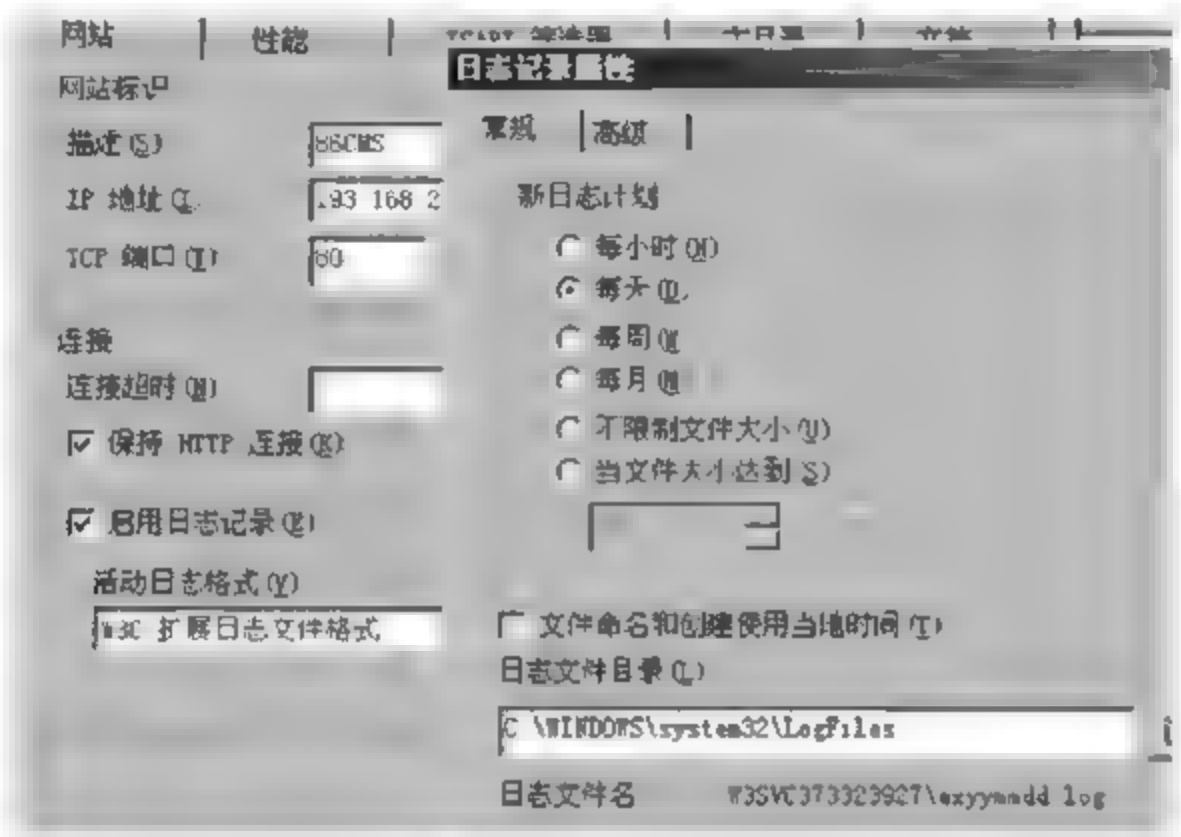 网站 性能
网站标识
描述(S)
IP 地址(I)
193 168 2
TCP 端口(T)
80
连接
连接超时(N)
保持 HTTP 连接(K)
启用日志记录(E)
活动日志格式(V)
W3C 扩展日志文件格式
日志记录属性
常规 高级
新日志计划
每小时(H)
每天(D)
每周(W
每月(M
不限制文件大小(U)
当文件大小达到 S)
文件命名和创建使用当地时间(T)
日志文件目录(L)
C \WINDOWS\system32\LogFiles
日志文件名 W3SVC373323927\exyymmdd log